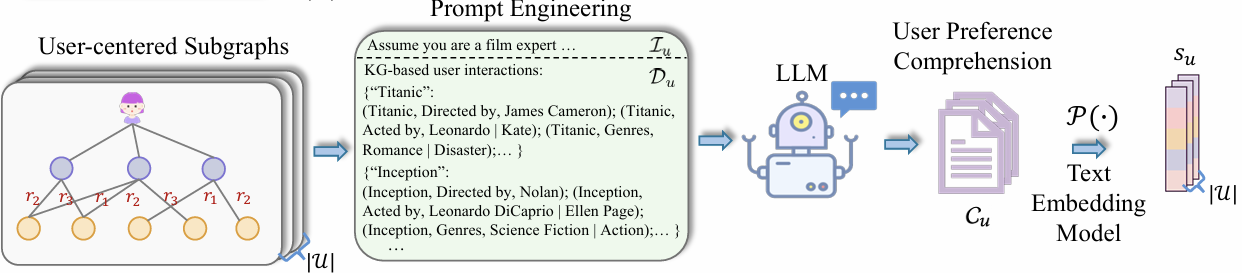 Prompt Engineering
User-centered Subgraphs
r₂ r₃ r₁ r₂ r₃ r₁ r₂
|𝒰|
Assume you are a film expert … ℐᵤ
KG-based user interactions: 𝒟ᵤ
{“Titanic”:
(Titanic, Directed by, James Cameron); (Titanic,
Acted by, Leonardo | Kate); (Titanic, Genres,
Romance | Disaster);… }
{“Inception”:
(Inception, Directed by, Nolan); (Inception,
Acted by, Leonardo DiCaprio | Ellen Page);
(Inception, Genres, Science Fiction | Action);… }
…
LLM
User Preference
Comprehension
𝒞ᵤ
𝒫(·)
Text
Embedding
Model
sᵤ
|𝒰|